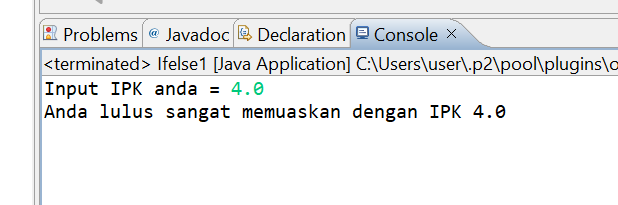 Problems @ Javadoc Declaration Console
<terminated> Ifelse1 [Java Application] C:\Users\user\.p2\pool\plugins\o
Input IPK anda = 4.0
Anda lulus sangat memuaskan dengan IPK 4.0